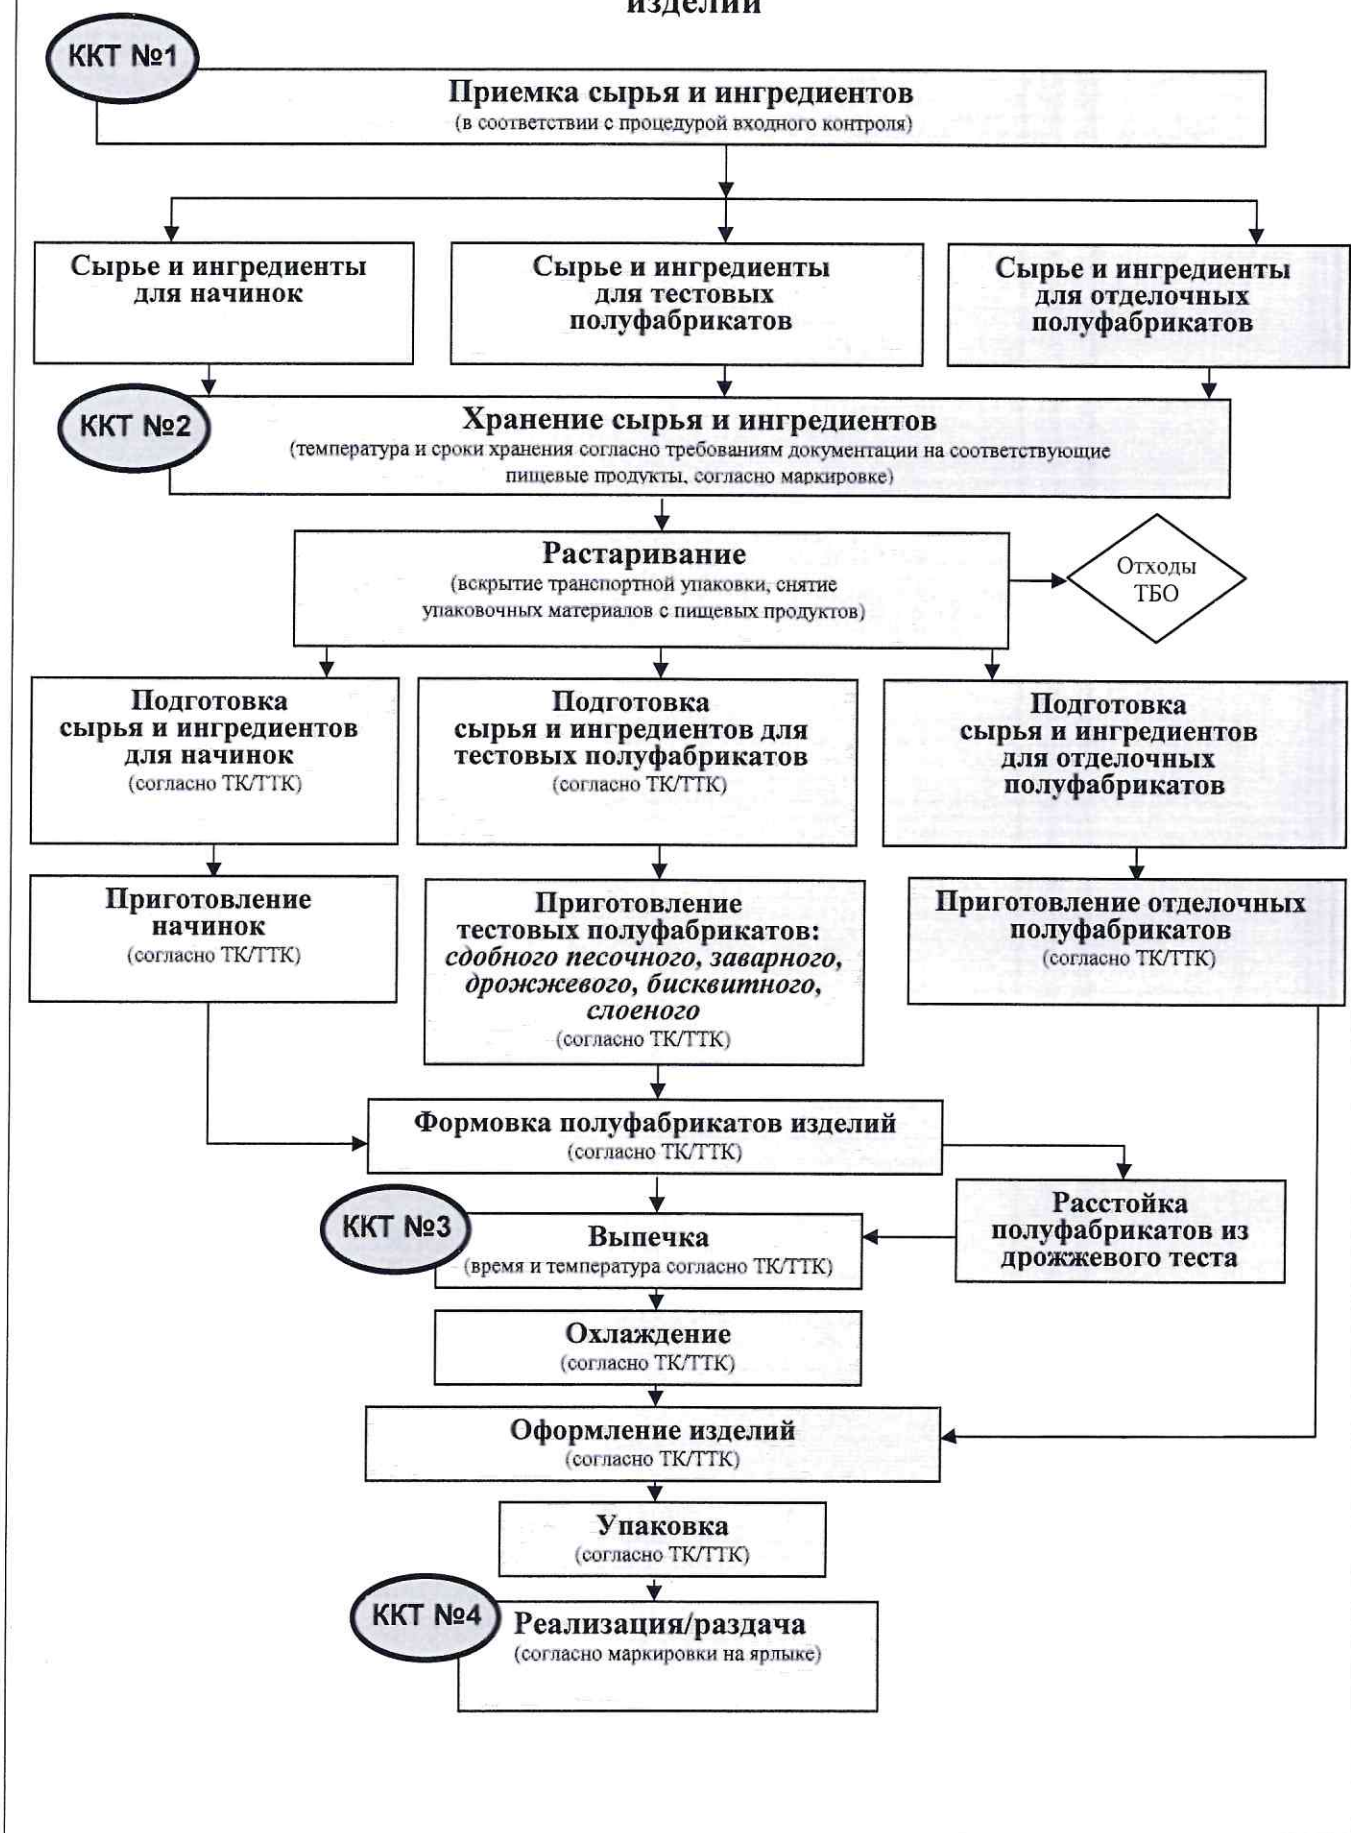 изделий
ККТ №1
Приемка сырья и ингредиентов
(в соответствии с процедурой входного контроля)
Сырье и ингредиенты
для начинок
Сырье и ингредиенты
для тестовых
полуфабрикатов
Сырье и ингредиенты
для отделочных
полуфабрикатов
ККТ №2
Хранение сырья и ингредиентов
(температура и сроки хранения согласно требованиям документации на соответствующие
пищевые продукты, согласно маркировке)
Растаривание
(вскрытие транспортной упаковки, снятие
упаковочных материалов с пищевых продуктов)
Отходы
ТБО
Подготовка
сырья и ингредиентов
для начинок
(согласно ТК/ТТК)
Подготовка
сырья и ингредиентов для
тестовых полуфабрикатов
(согласно ТК/ТТК)
Подготовка
сырья и ингредиентов
для отделочных
полуфабрикатов
Приготовление
начинок
(согласно ТК/ТТК)
Приготовление
тестовых полуфабрикатов:
сдобного песочного, заварного,
дрожжевого, бисквитного,
слоеного
(согласно ТК/ТТК)
Приготовление отделочных
полуфабрикатов
(согласно ТК/ТТК)
Формовка полуфабрикатов изделий
(согласно ТК/ТТК)
ККТ №3
Выпечка
(время и температура согласно ТК/ТТК)
Расстойка
полуфабрикатов из
дрожжевого теста
Охлаждение
(согласно ТК/ТТК)
Оформление изделий
(согласно ТК/ТТК)
Упаковка
(согласно ТК/ТТК)
ККТ №4
Реализация/раздача
(согласно маркировки на ярлыке)